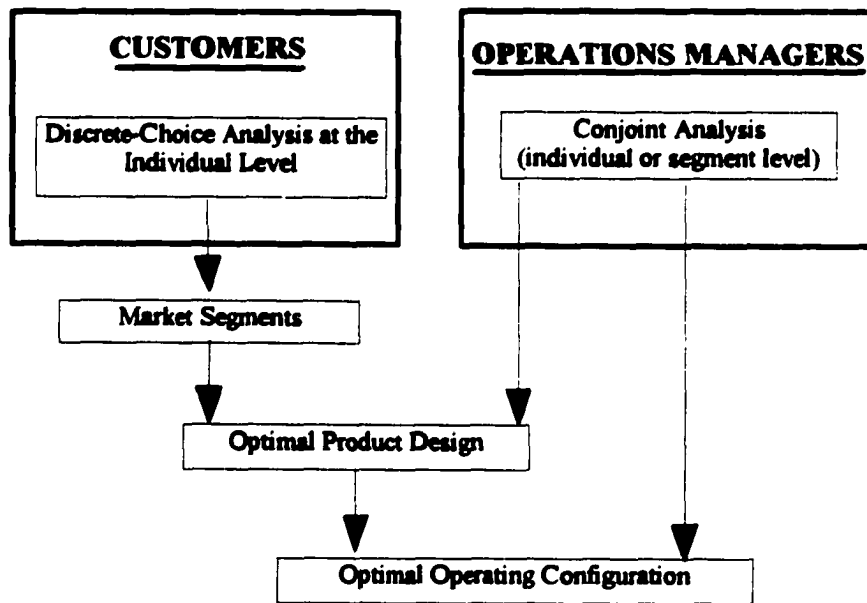 CUSTOMERS
Discrete-Choice Analysis at the
Individual Level
OPERATIONS MANAGERS
Conjoint Analysis
(individual or segment level)
Market Segments
Optimal Product Design
Optimal Operating Configuration